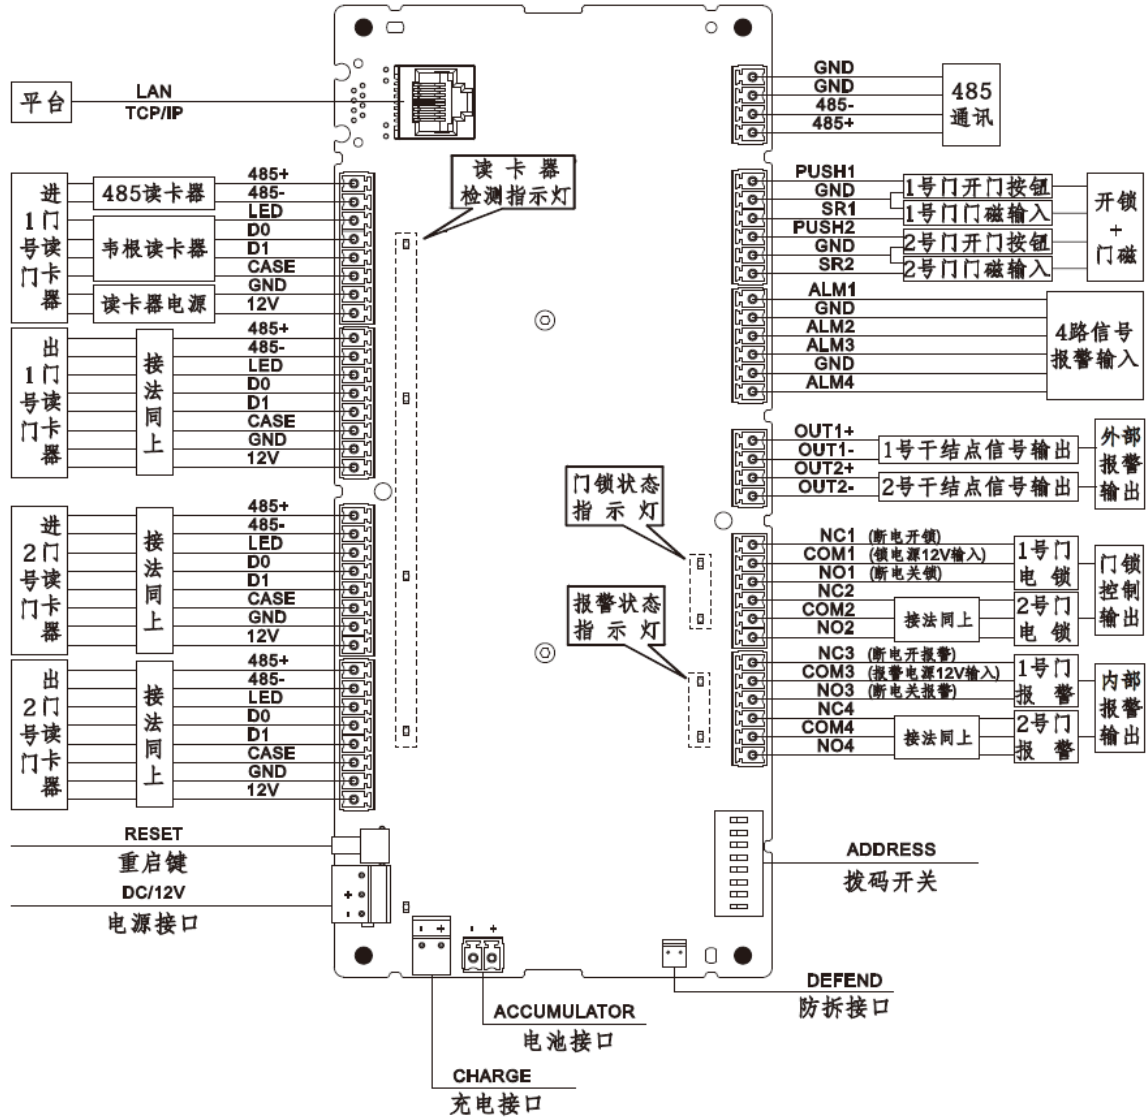 平台
LAN
TCP/IP
进
1门
号读
门卡
器
485读卡器
韦根读卡器
读卡器电源
485+
485-
LED
D0
D1
CASE
GND
12V
出
1门
号读
门卡
器
接法同上
485+
485-
LED
D0
D1
CASE
GND
12V
进
2门
号读
门卡
器
接法同上
485+
485-
LED
D0
D1
CASE
GND
12V
出
2门
号读
门卡
器
接法同上
485+
485-
LED
D0
D1
CASE
GND
12V
RESET
重启键
DC/12V
电源接口
+
-
- +
- +
读卡器
检测指示灯
门锁状态
指示灯
报警状态
指示灯
GND
GND
485-
485+
485
通讯
PUSH1
GND
SR1
PUSH2
GND
SR2
1号门开门按钮
1号门门磁输入
2号门开门按钮
2号门门磁输入
开锁
+
门磁
ALM1
GND
ALM2
ALM3
GND
ALM4
4路信号
报警输入
OUT1+
OUT1-
OUT2+
OUT2-
1号干结点信号输出
2号干结点信号输出
外部
报警
输出
NC1 (断电开锁)
COM1 (锁电源12V输入)
NO1 (断电关锁)
NC2
COM2
NO2
接法同上
1号门
电锁
2号门
电锁
门锁
控制
输出
NC3 (断电开报警)
COM3 (报警电源12V输入)
NO3 (断电关报警)
NC4
COM4
NO4
接法同上
1号门
报警
2号门
报警
内部
报警
输出
ADDRESS
拨码开关
DEFEND
防拆接口
ACCUMULATOR
电池接口
CHARGE
充电接口